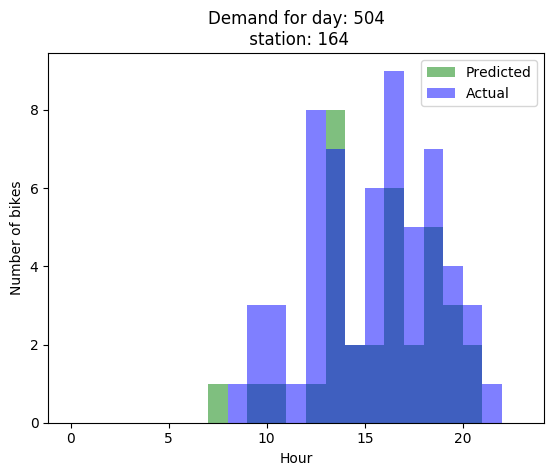 Demand for day: 504
station: 164
Predicted
Actual
Number of bikes
8
6
4
2
0
0 5 10 15 20
Hour